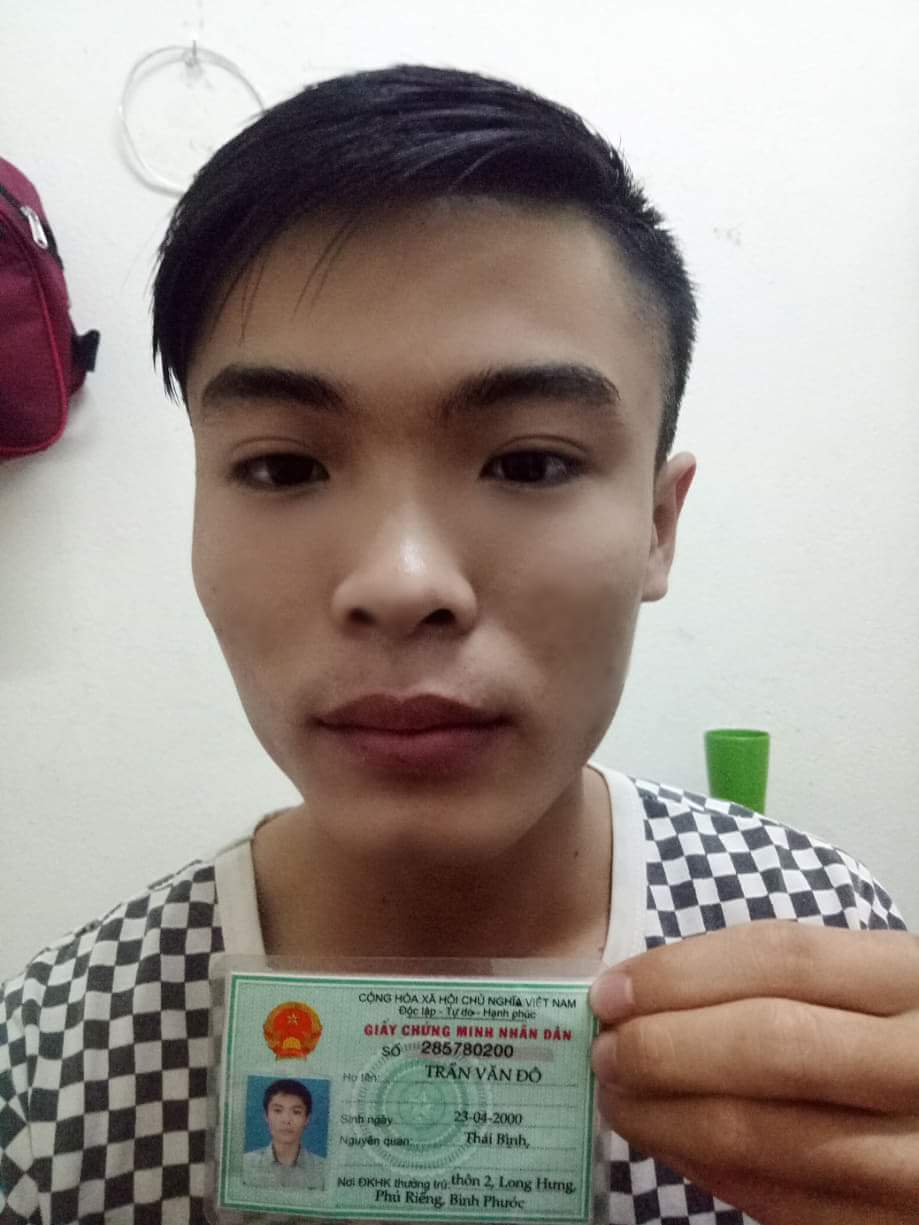 CỘNG HÒA XÃ HỘI CHỦ NGHĨA VIỆT NAM
Độc lập - Tự do - Hạnh phúc
GIẤY CHỨNG MINH NHÂN DÂN
SỐ 285780200
Họ tên: TRẦN VĂN ĐÔ
Sinh ngày 23-04-2000
Nguyên quán: Thái Bình,
Nơi ĐKHK thường trú: thôn 2, Long Hưng,
Phú Riềng, Bình Phước